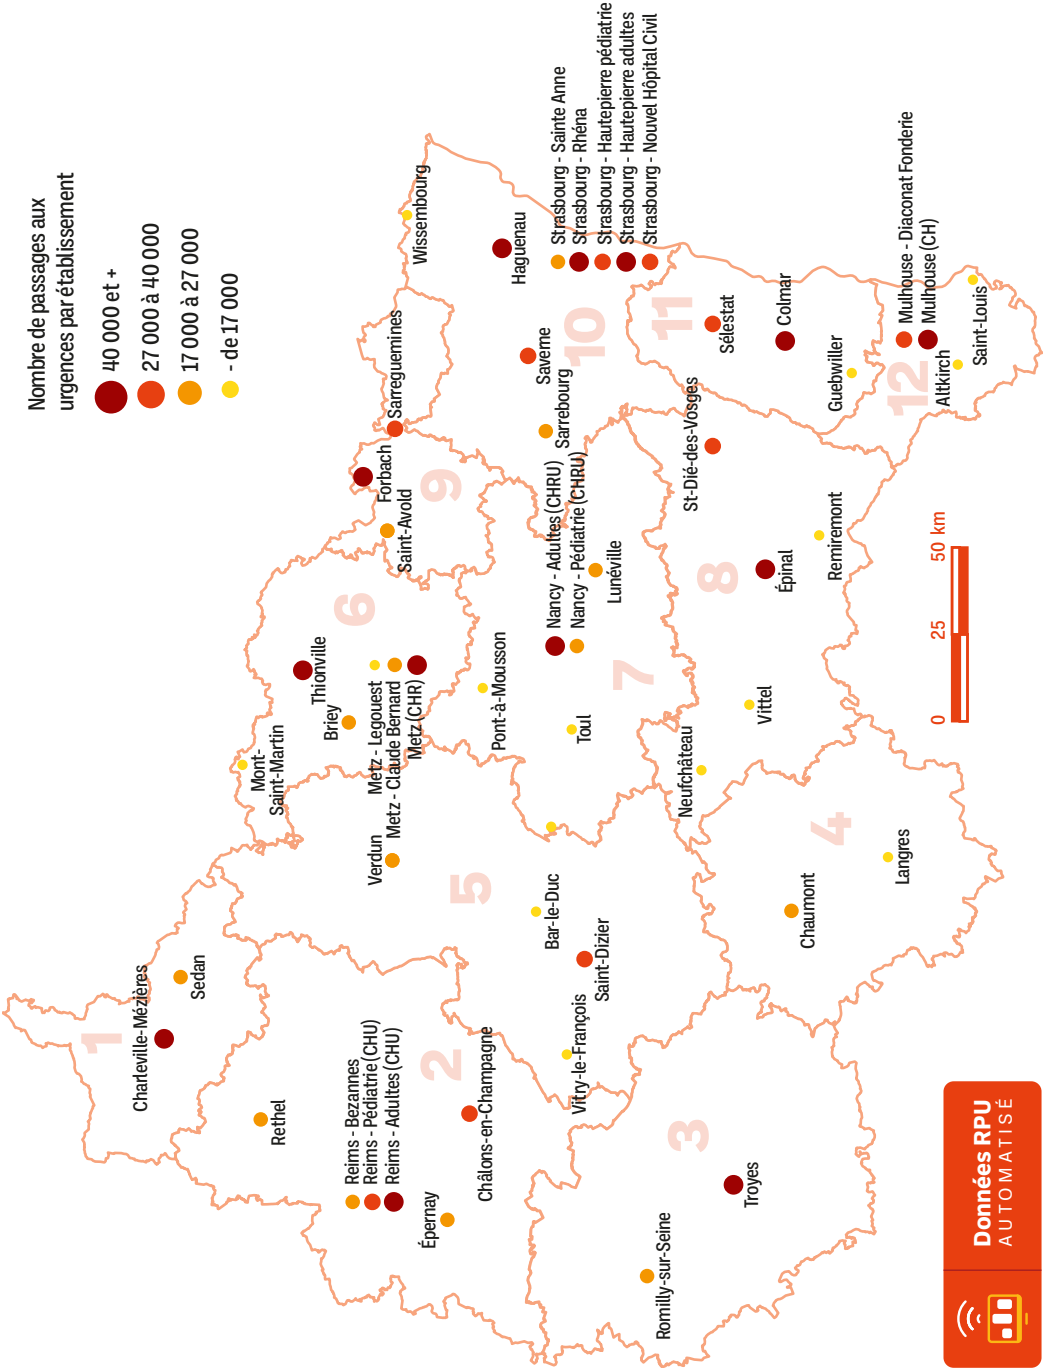 Nombre de passages aux
urgences par établissement
40 000 et +
27 000 à 40 000
17 000 à 27 000
- de 17 000
1
Charleville-Mézières
Sedan
Rethel
Reims - Bezannes
Reims - Pédiatrie (CHU)
Reims - Adultes (CHU)
2
Épernay
Châlons-en-Champagne
Vitry-le-François
3
Romilly-sur-Seine
Troyes
4
Chaumont
Langres
5
Verdun
Bar-le-Duc
Saint-Dizier
6
Mont-
Saint-Martin
Thionville
Briey
Metz - Legouest
Metz - Claude Bernard
Metz (CHR)
7
Pont-à-Mousson
Toul
Nancy - Adultes (CHRU)
Nancy - Pédiatrie (CHRU)
Lunéville
8
Neufchâteau
Vittel
Épinal
Remiremont
St-Dié-des-Vosges
9
Forbach
Saint-Avold
Sarreguemines
10
Wissembourg
Haguenau
Saverne
Sarrebourg
Strasbourg - Sainte Anne
Strasbourg - Rhéna
Strasbourg - Hautepierre pédiatrie
Strasbourg - Hautepierre adultes
Strasbourg - Nouvel Hôpital Civil
11
Sélestat
Colmar
Guebwiller
12
Mulhouse - Diaconat Fonderie
Mulhouse (CH)
Altkirch
Saint-Louis
0 25 50 km
Données RPU
AUTOMATISÉ